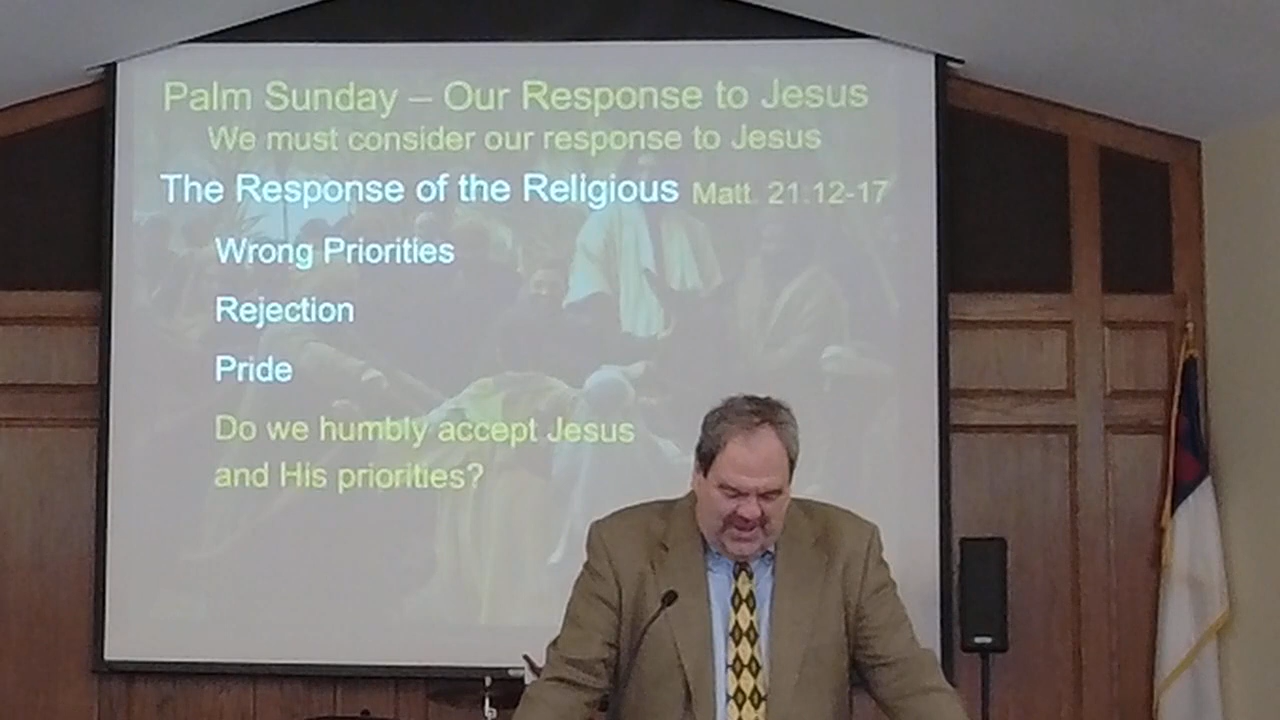 Palm Sunday – Our Response to Jesus
We must consider our response to Jesus
The Response of the Religious Matt. 21.12-17
Wrong Priorities
Rejection
Pride
Do we humbly accept Jesus
and His priorities?